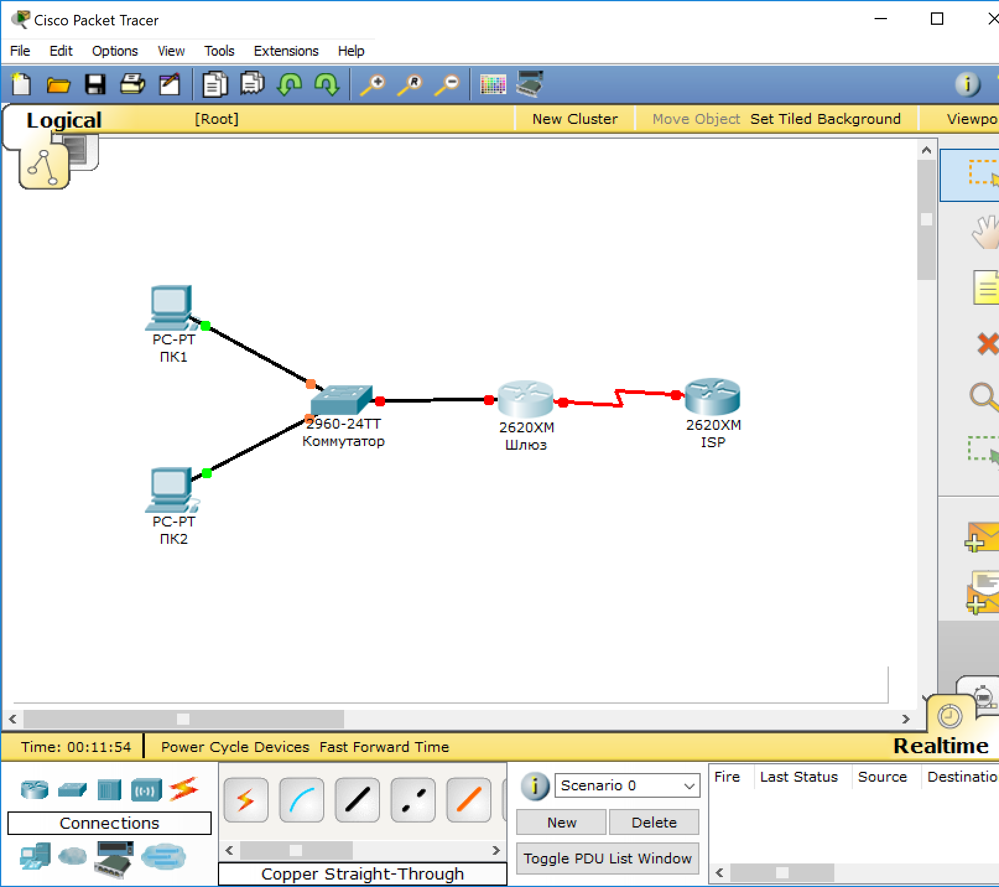 Cisco Packet Tracer
File Edit Options View Tools Extensions Help
Logical [Root] New Cluster Move Object Set Tiled Background Viewpo
PC-PT
ПК1
2960-24TT
Коммутатор
2620XM
Шлюз
2620XM
ISP
PC-PT
ПК2
Time: 00:11:54 Power Cycle Devices Fast Forward Time
Realtime
Connections
Copper Straight-Through
Scenario 0
New Delete
Toggle PDU List Window
Fire Last Status Source Destinatio